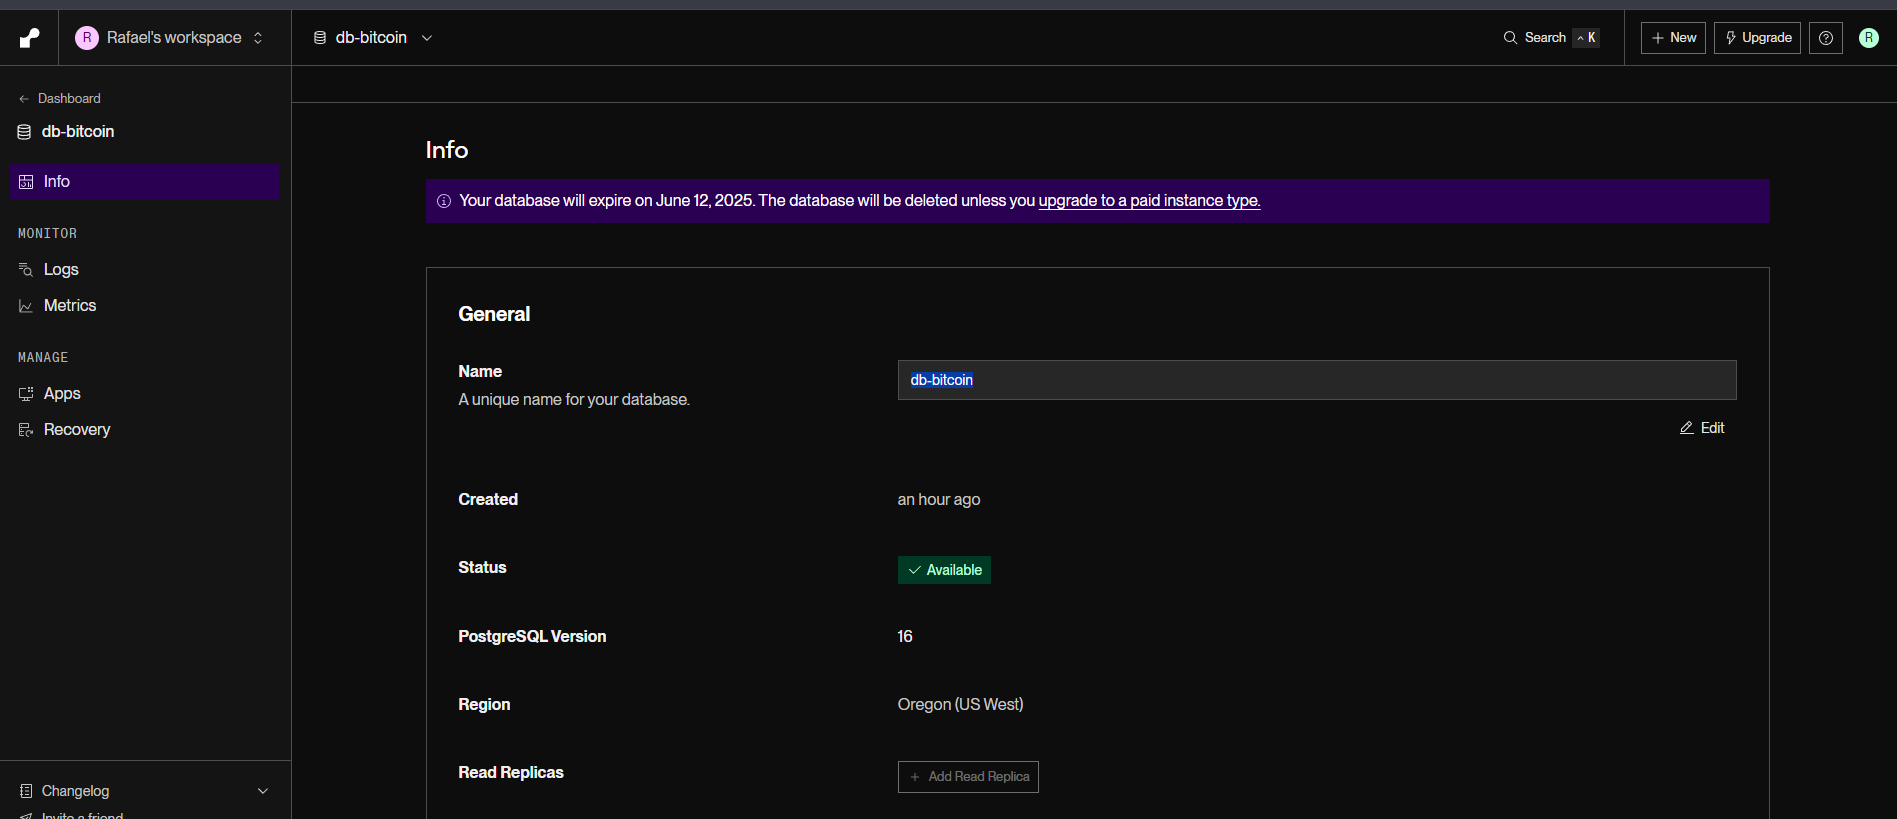 R Rafael's workspace
db-bitcoin
Search ^ K
+ New
Upgrade
R
Dashboard
db-bitcoin
Info
MONITOR
Logs
Metrics
MANAGE
Apps
Recovery
Changelog
Invite a friend
Info
Your database will expire on June 12, 2025. The database will be deleted unless you upgrade to a paid instance type.
General
Name
A unique name for your database.
db-bitcoin
Edit
Created
an hour ago
Status
Available
PostgreSQL Version
16
Region
Oregon (US West)
Read Replicas
+ Add Read Replica